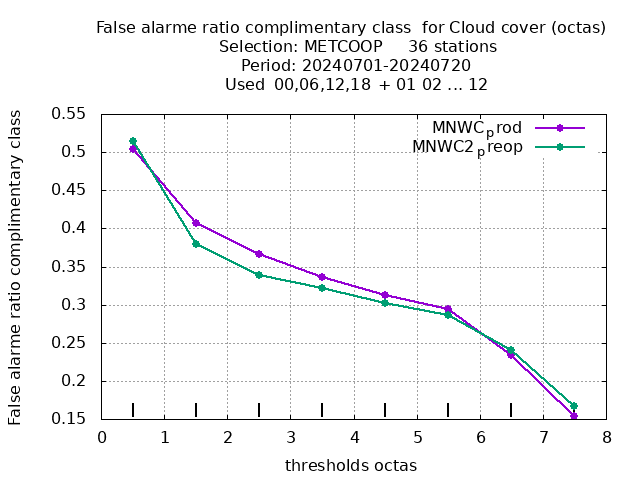 False alarme ratio complimentary class  for Cloud cover (octas)
Selection: METCOOP     36 stations
Period: 20240701-20240720
Used  00,06,12,18 + 01 02 ... 12
False alarme ratio complimentary class
MNWC_prod
MNWC2_preop
0.55
0.5
0.45
0.4
0.35
0.3
0.25
0.2
0.15
0 1 2 3 4 5 6 7 8
thresholds octas